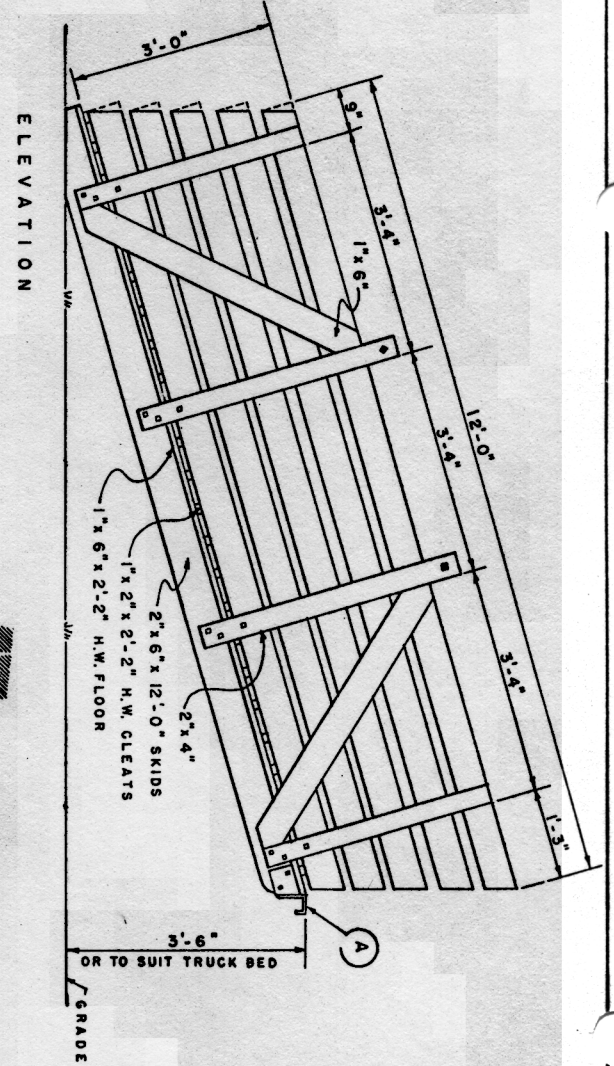 3'-0"
9"
3'-4"
12'-0"
3'-4"
3'-4"
1'-3"
1"x 6"
2"x 4"
2"x 6"x 12'-0" SKIDS
1"x 2"x 2'-2" H.W. CLEATS
1"x 6"x 2'-2" H.W. FLOOR
A
3'-6"
OR TO SUIT TRUCK BED
GRADE
ELEVATION